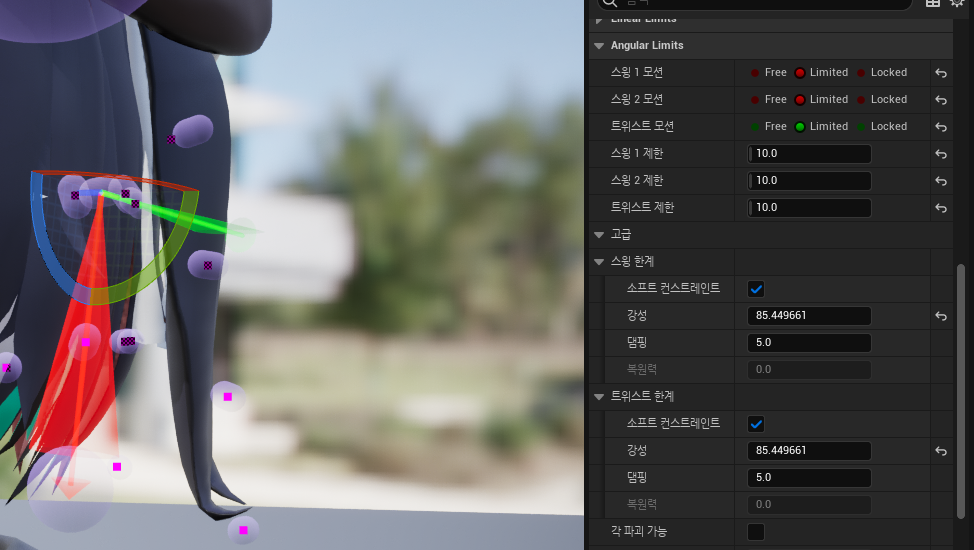 Linear Limits
Angular Limits
스윙 1 모션 Free Limited Locked
스윙 2 모션 Free Limited Locked
트위스트 모션 Free Limited Locked
스윙 1 제한 10.0
스윙 2 제한 10.0
트위스트 제한 10.0
고급
스윙 한계
소프트 컨스트레인트
강성 85.449661
댐핑 5.0
복원력 0.0
트위스트 한계
소프트 컨스트레인트
강성 85.449661
댐핑 5.0
복원력 0.0
각 파괴 가능